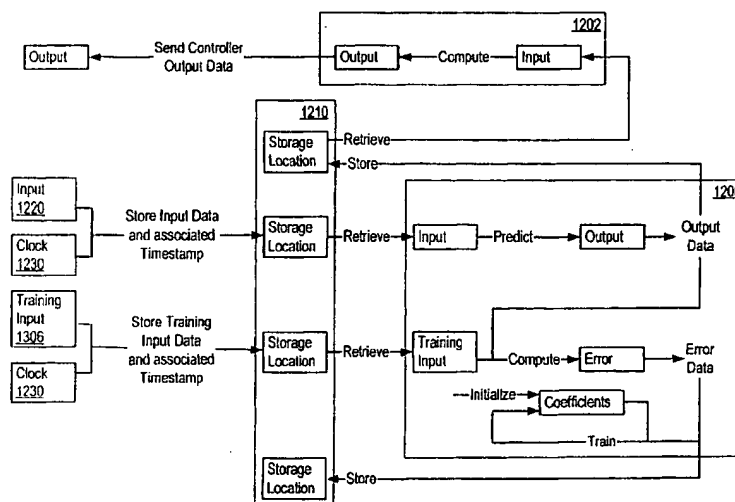 1202
Output
Send Controller
Output Data
Output
Compute
Input
1210
Storage
Location
Retrieve
Store
120
Input
1220
Clock
1230
Store Input Data
and associated
Timestamp
Storage
Location
Retrieve
Input
Predict
Output
Output
Data
Training
Input
1306
Clock
1230
Store Training
Input Data
and associated
Timestamp
Storage
Location
Retrieve
Training
Input
Compute
Error
Error
Data
Initialize
Coefficients
Train
Storage
Location
Store